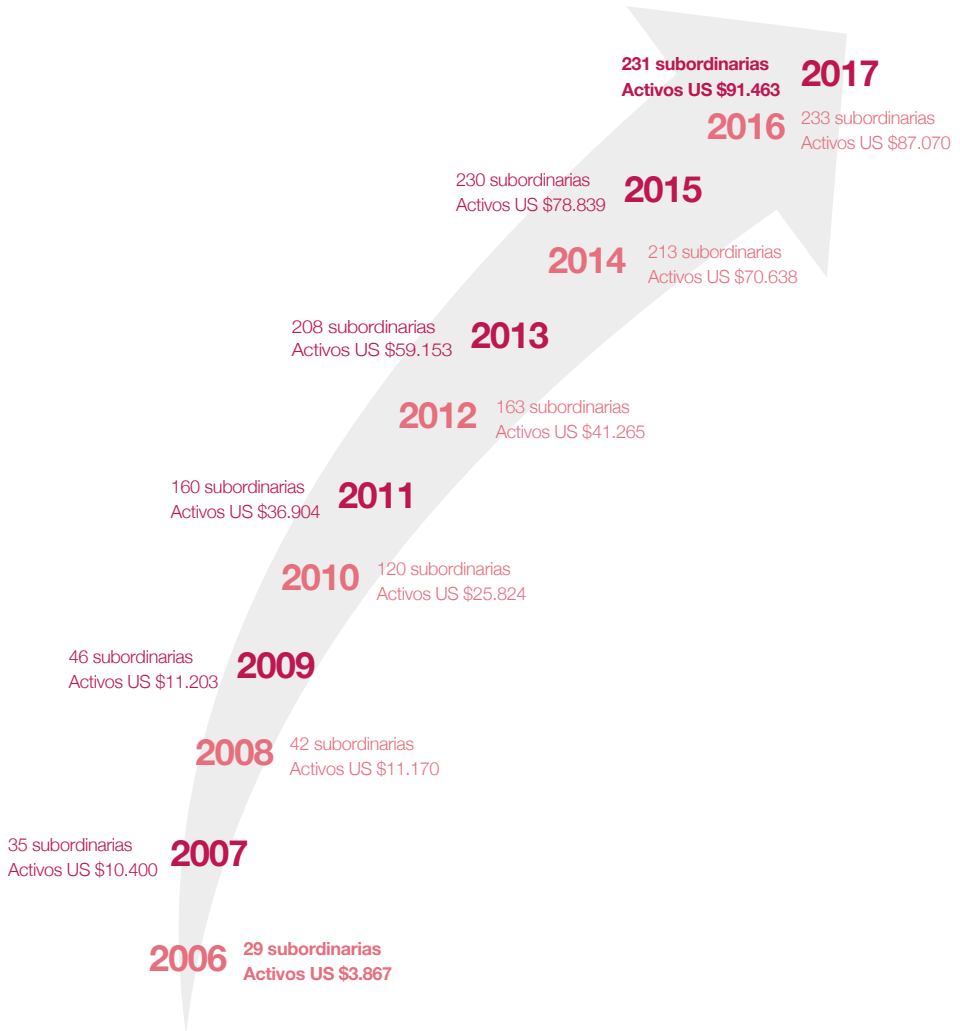 231 subordinarias
Activos US $91.463
2017
2016
233 subordinarias
Activos US $87.070
230 subordinarias
Activos US $78.839
2015
2014
213 subordinarias
Activos US $70.638
208 subordinarias
Activos US $59.153
2013
2012
163 subordinarias
Activos US $41.265
160 subordinarias
Activos US $36.904
2011
2010
120 subordinarias
Activos US $25.824
46 subordinarias
Activos US $11.203
2009
2008
42 subordinarias
Activos US $11.170
35 subordinarias
Activos US $10.400
2007
2006
29 subordinarias
Activos US $3.867